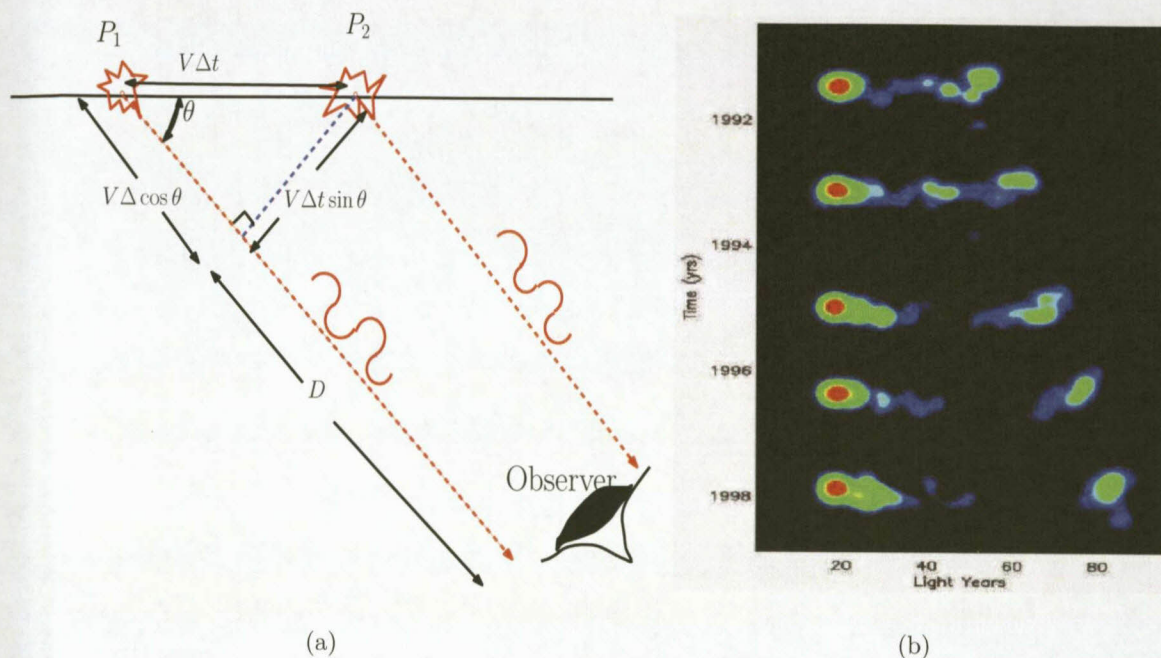 P₁
P₂
VΔt
θ
VΔ cos θ
VΔt sin θ
D
Observer
(a)
1992
1994
1996
1998
Time (yrs)
20 40 60 80
Light Years
(b)